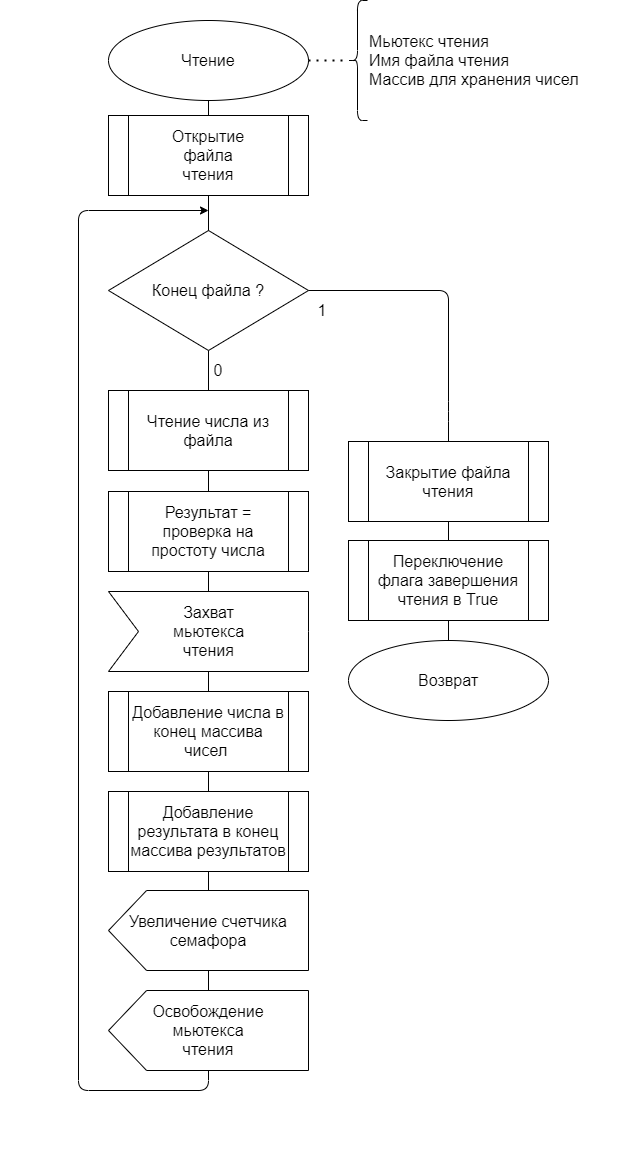 Чтение
Мьютекс чтения
Имя файла чтения
Массив для хранения чисел
Открытие
файла
чтения
Конец файла ?
1
0
Чтение числа из
файла
Результат =
проверка на
простоту числа
Захват
мьютекса
чтения
Добавление числа в
конец массива
чисел
Добавление
результата в конец
массива результатов
Увеличение счетчика
семафора
Освобождение
мьютекса
чтения
Закрытие файла
чтения
Переключение
флага завершения
чтения в True
Возврат